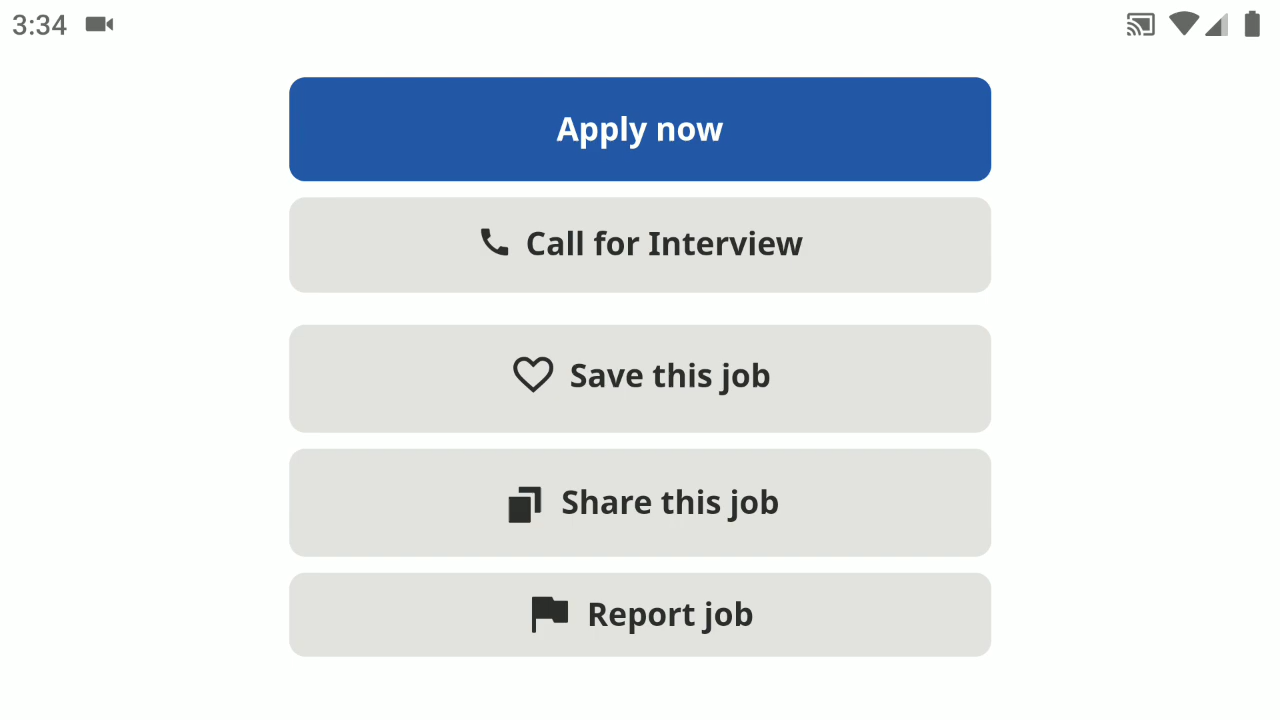 3:34
Apply now
Call for Interview
Save this job
Share this job
Report job